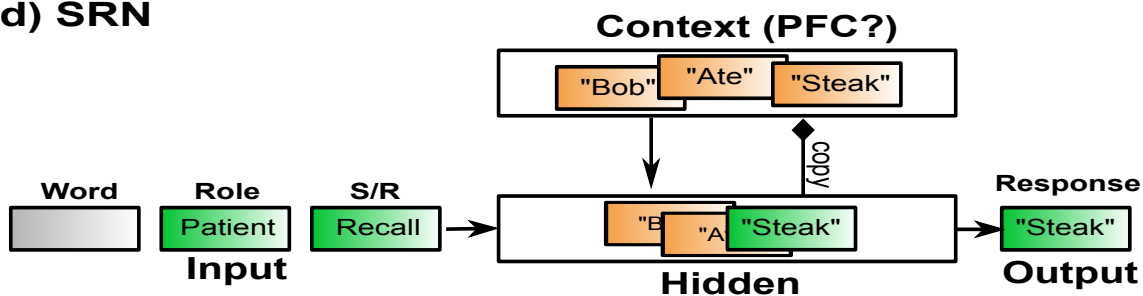 d) SRN
Context (PFC?)
"Bob" "Ate" "Steak"
copy
Word Role S/R Response
Patient Recall "B "A "Steak" "Steak"
Input Hidden Output